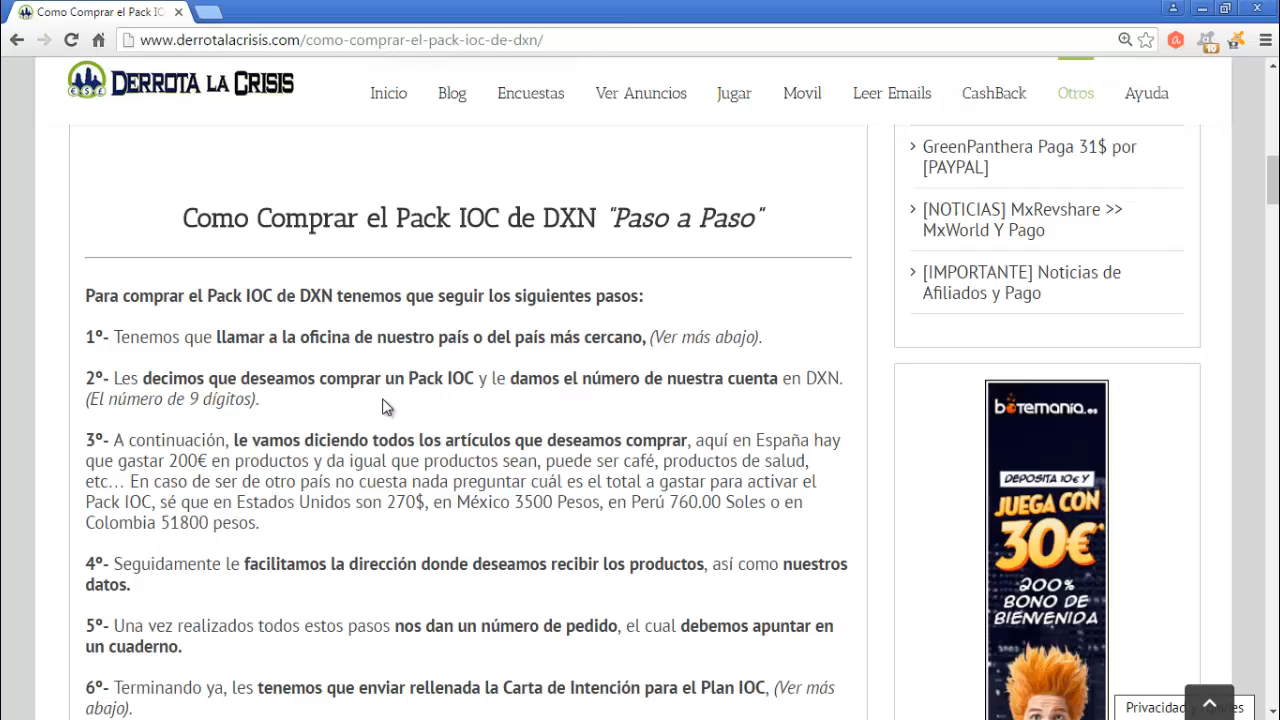 Como Comprar el Pack IO
www.derrotalacrisis.com/como-comprar-el-pack-ioc-de-dxn/
10
DERROTA LA CRISIS
Inicio Blog Encuestas Ver Anuncios Jugar Movil Leer Emails CashBack Otros Ayuda
Como Comprar el Pack IOC de DXN "Paso a Paso"
Para comprar el Pack IOC de DXN tenemos que seguir los siguientes pasos:
1º- Tenemos que llamar a la oficina de nuestro país o del país más cercano, (Ver más abajo).
2º- Les decimos que deseamos comprar un Pack IOC y le damos el número de nuestra cuenta en DXN.
(El número de 9 dígitos).
3º- A continuación, le vamos diciendo todos los artículos que deseamos comprar, aquí en España hay
que gastar 200€ en productos y da igual que productos sean, puede ser café, productos de salud,
etc... En caso de ser de otro país no cuesta nada preguntar cuál es el total a gastar para activar el
Pack IOC, sé que en Estados Unidos son 270$, en México 3500 Pesos, en Perú 760.00 Soles o en
Colombia 51800 pesos.
4º- Seguidamente le facilitamos la dirección donde deseamos recibir los productos, así como nuestros
datos.
5º- Una vez realizados todos estos pasos nos dan un número de pedido, el cual debemos apuntar en
un cuaderno.
6º- Terminando ya, les tenemos que enviar rellenada la Carta de Intención para el Plan IOC, (Ver más
abajo).
GreenPanthera Paga 31$ por
[PAYPAL]
[NOTICIAS] MxRevshare >>
MxWorld Y Pago
[IMPORTANTE] Noticias de
Afiliados y Pago
botemanía.es
DEPOSITA 10€ Y
JUEGA CON
30€
200%
BONO DE
BIENVENIDA
Privacidad y Cookies